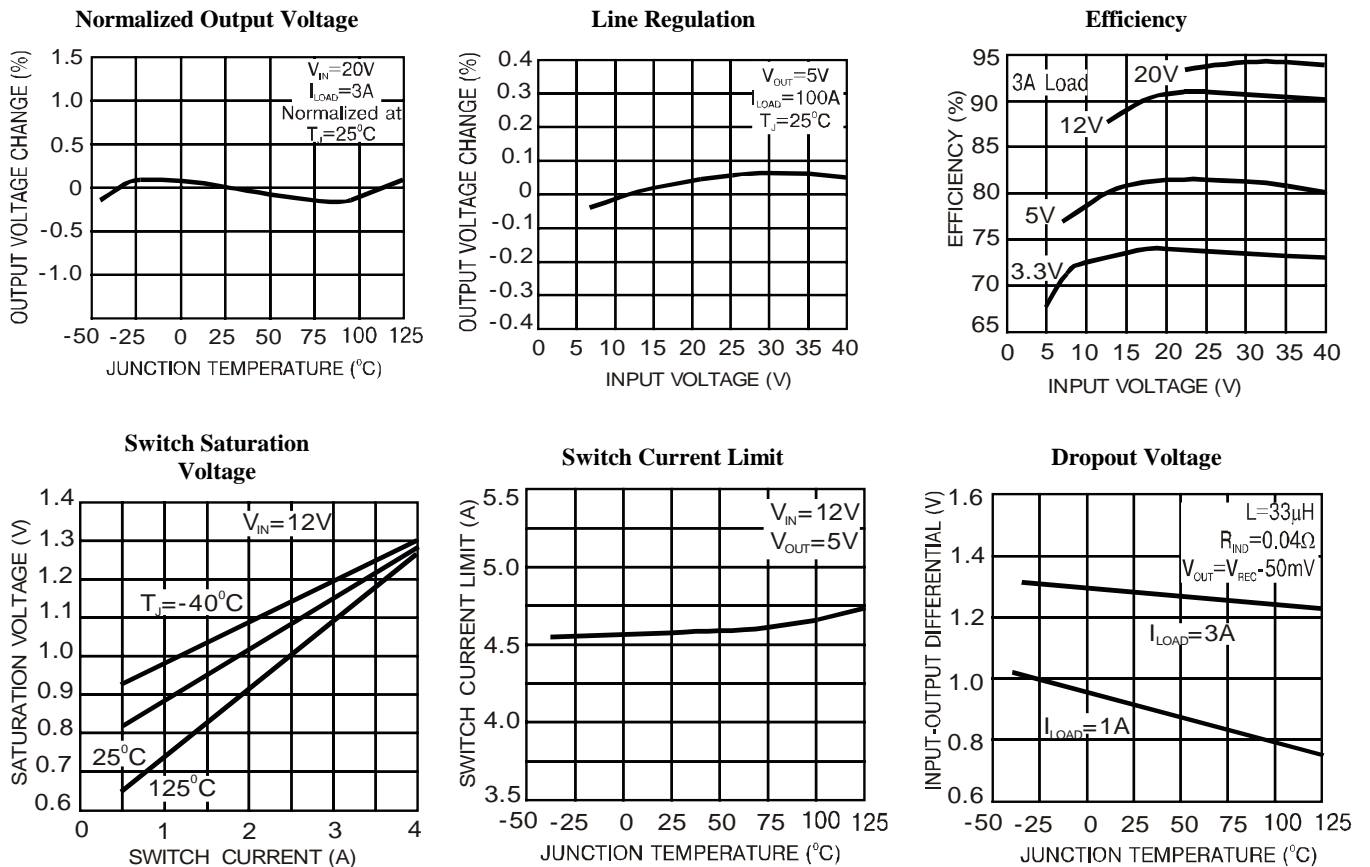 Normalized Output Voltage
OUTPUT VOLTAGE CHANGE (%)
1.5
1.0
0.5
0
-0.5
-1.0
V_IN=20V
I_LOAD=3A
Normalized at
T_J=25°C
-50 -25 0 25 50 75 100 125
JUNCTION TEMPERATURE (°C)
Line Regulation
OUTPUT VOLTAGE CHANGE (%)
0.4
0.3
0.2
0.1
0
-0.1
-0.2
-0.3
-0.4
V_OUT=5V
I_LOAD=100A
T_J=25°C
0 5 10 15 20 25 30 35 40
INPUT VOLTAGE (V)
Efficiency
EFFICIENCY (%)
95
90
85
80
75
70
65
3A Load
20V
12V
5V
3.3V
0 5 10 15 20 25 30 35 40
INPUT VOLTAGE (V)
Switch Saturation
Voltage
SATURATION VOLTAGE (V)
1.4
1.3
1.2
1.1
1.0
0.9
0.8
0.7
0.6
V_IN=12V
T_J=-40°C
25°C
125°C
0 1 2 3 4
SWITCH CURRENT (A)
Switch Current Limit
SWITCH CURRENT LIMIT (A)
5.5
5.0
4.5
4.0
3.5
V_IN=12V
V_OUT=5V
-50 -25 0 25 50 75 100 125
JUNCTION TEMPERATURE (°C)
Dropout Voltage
INPUT-OUTPUT DIFFERENTIAL (V)
1.6
1.4
1.2
1.0
0.8
0.6
L=33µH
R_IND=0.04Ω
V_OUT=V_REC-50mV
I_LOAD=3A
I_LOAD=1A
-50 -25 0 25 50 75 100 125
JUNCTION TEMPERATURE (°C)